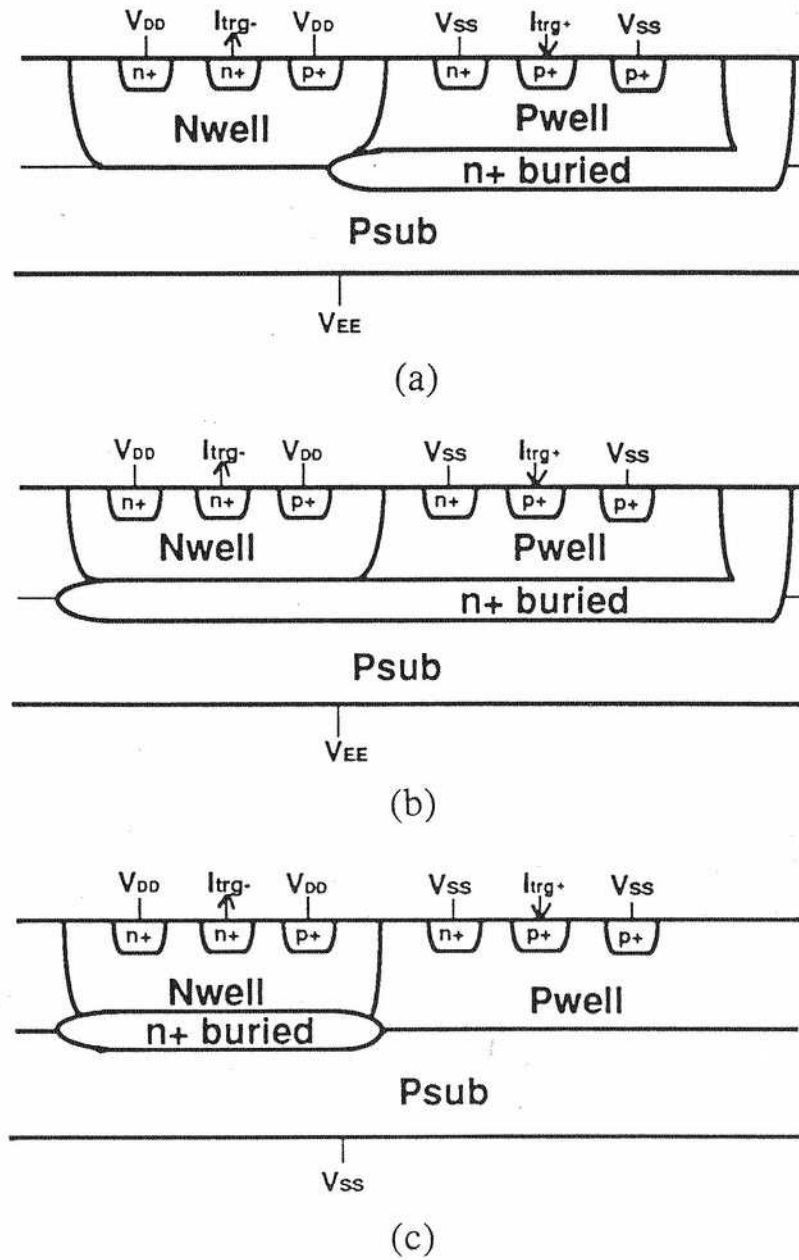 VDD Itrg- VDD VSS Itrg+ VSS
n+ n+ p+ n+ p+ p+
Nwell Pwell
n+ buried
Psub
VEE
(a)
VDD Itrg- VDD VSS Itrg+ VSS
n+ n+ p+ n+ p+ p+
Nwell Pwell
n+ buried
Psub
VEE
(b)
VDD Itrg- VDD VSS Itrg+ VSS
n+ n+ p+ n+ p+ p+
Nwell Pwell
n+ buried
Psub
VSS
(c)